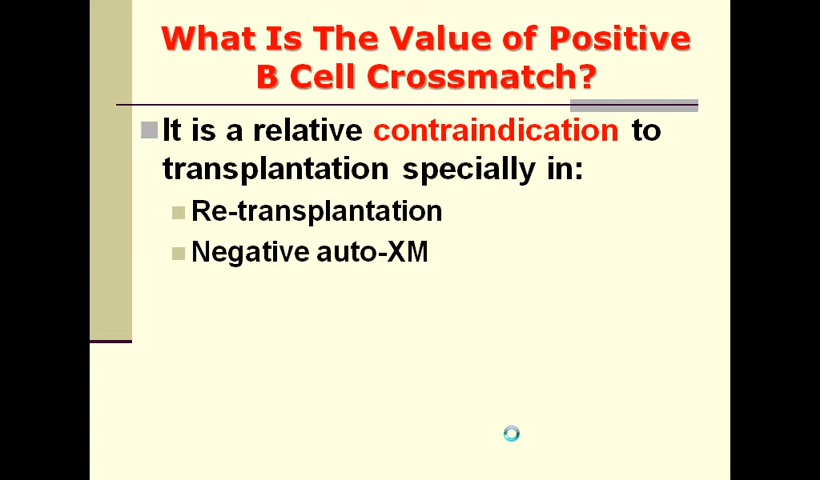 What Is The Value of Positive
B Cell Crossmatch?
It is a relative contraindication to
transplantation specially in:
Re-transplantation
Negative auto-XM